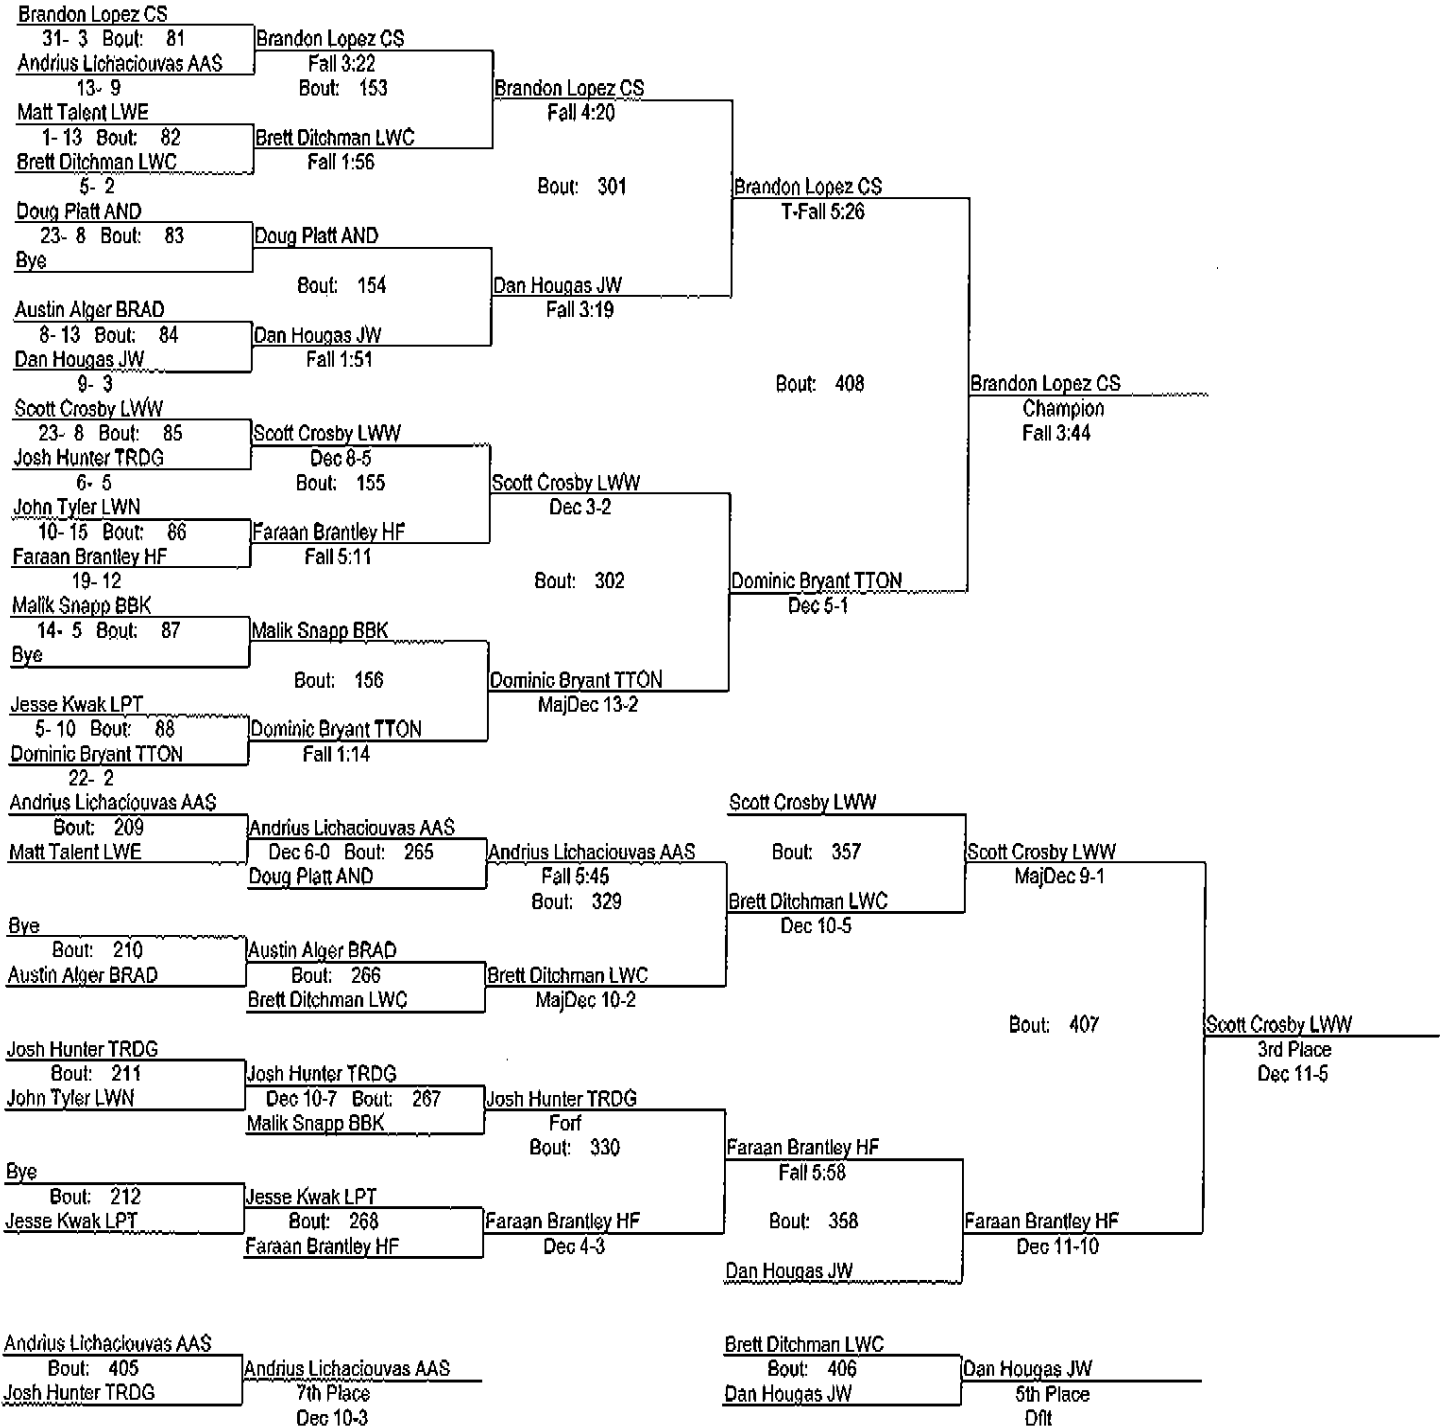 Brandon Lopez CS
31- 3 Bout: 81
Andrius Lichaciouvas AAS
13- 9
Matt Talent LWE
1- 13 Bout: 82
Brett Ditchman LWC
5- 2
Doug Platt AND
23- 8 Bout: 83
Bye
Austin Alger BRAD
8- 13 Bout: 84
Dan Hougas JW
9- 3
Scott Crosby LWW
23- 8 Bout: 85
Josh Hunter TRDG
6- 5
John Tyler LWN
10- 15 Bout: 86
Faraan Brantley HF
19- 12
Malik Snapp BBK
14- 5 Bout: 87
Bye
Jesse Kwak LPT
5- 10 Bout: 88
Dominic Bryant TTON
22- 2
Brandon Lopez CS
Fall 3:22
Bout: 153
Brett Ditchman LWC
Fall 1:56
Doug Platt AND
Bout: 154
Dan Hougas JW
Fall 1:51
Scott Crosby LWW
Dec 8-5
Bout: 155
Faraan Brantley HF
Fall 5:11
Malik Snapp BBK
Bout: 156
Dominic Bryant TTON
Fall 1:14
Brandon Lopez CS
Fall 4:20
Bout: 301
Dan Hougas JW
Fall 3:19
Scott Crosby LWW
Dec 3-2
Bout: 302
Dominic Bryant TTON
MajDec 13-2
Brandon Lopez CS
T-Fall 5:26
Bout: 408
Dominic Bryant TTON
Dec 5-1
Brandon Lopez CS
Champion
Fall 3:44
Andrius Lichaciouvas AAS
Bout: 209
Matt Talent LWE
Bye
Bout: 210
Austin Alger BRAD
Josh Hunter TRDG
Bout: 211
John Tyler LWN
Bye
Bout: 212
Jesse Kwak LPT
Andrius Lichaciouvas AAS
Dec 6-0 Bout: 265
Doug Platt AND
Austin Alger BRAD
Bout: 266
Brett Ditchman LWC
Josh Hunter TRDG
Dec 10-7 Bout: 267
Malik Snapp BBK
Jesse Kwak LPT
Bout: 268
Faraan Brantley HF
Andrius Lichaciouvas AAS
Fall 5:45
Bout: 329
Brett Ditchman LWC
MajDec 10-2
Josh Hunter TRDG
Forf
Bout: 330
Faraan Brantley HF
Dec 4-3
Scott Crosby LWW
Bout: 357
Brett Ditchman LWC
Dec 10-5
Faraan Brantley HF
Fall 5:58
Bout: 358
Dan Hougas JW
Scott Crosby LWW
MajDec 9-1
Bout: 407
Faraan Brantley HF
Dec 11-10
Scott Crosby LWW
3rd Place
Dec 11-5
Andrius Lichaciouvas AAS
Bout: 405
Josh Hunter TRDG
Andrius Lichaciouvas AAS
7th Place
Dec 10-3
Brett Ditchman LWC
Bout: 406
Dan Hougas JW
Dan Hougas JW
5th Place
Dflt